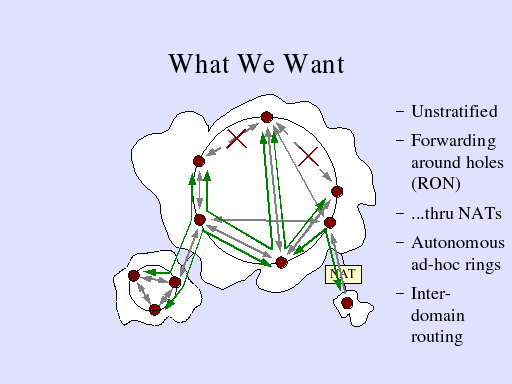 What We Want
– Unstratified
– Forwarding
around holes
(RON)
– ...thru NATs
– Autonomous
ad-hoc rings
– Inter-
domain
routing
NAT